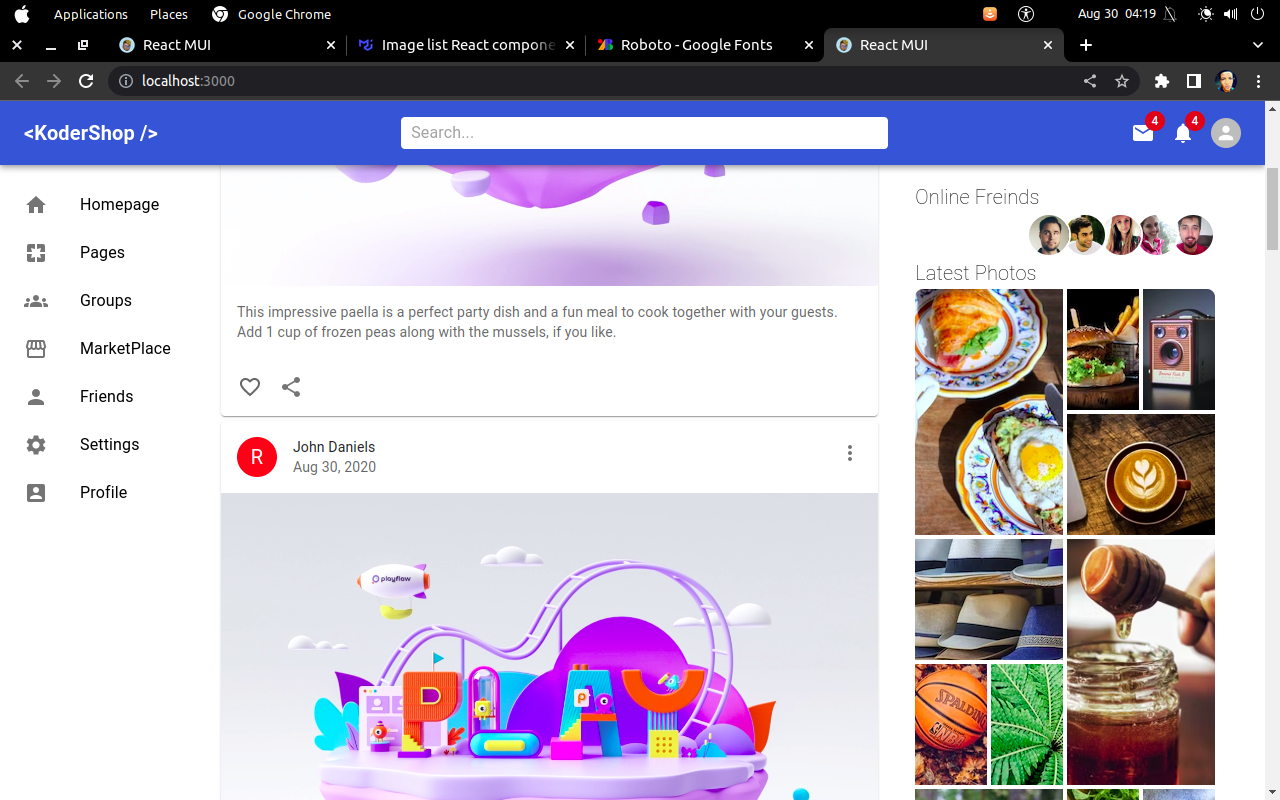 Applications Places Google Chrome Aug 30 04:19
React MUI Image list React compone Roboto - Google Fonts React MUI
localhost:3000
<KoderShop /> Search... 4 4
Homepage
Pages
Groups
MarketPlace
Friends
Settings
Profile
This impressive paella is a perfect party dish and a fun meal to cook together with your guests.
Add 1 cup of frozen peas along with the mussels, if you like.
R
John Daniels
Aug 30, 2020
playflow
PLAY
P
Online Freinds
Latest Photos
SPALDING